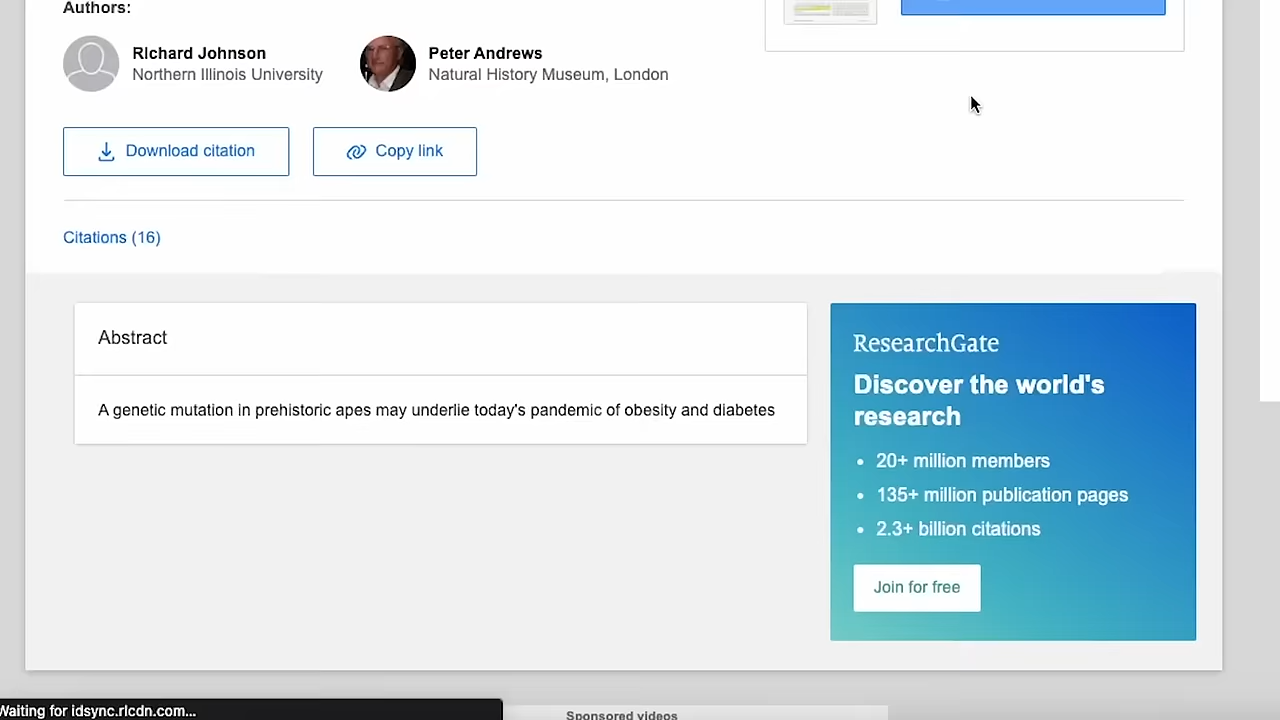 Authors:
Richard Johnson
Northern Illinois University
Peter Andrews
Natural History Museum, London
Download citation
Copy link
Citations (16)
Abstract
A genetic mutation in prehistoric apes may underlie today's pandemic of obesity and diabetes
ResearchGate
Discover the world's
research
• 20+ million members
• 135+ million publication pages
• 2.3+ billion citations
Join for free
Waiting for idsync.rlcdn.com...
Sponsored videos